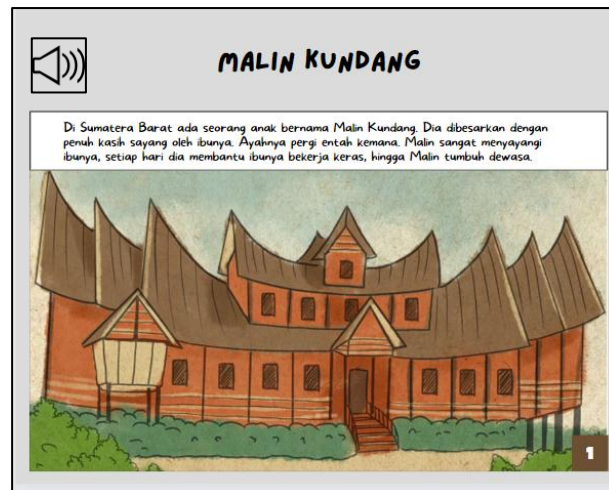 MALIN KUNDANG
Di Sumatera Barat ada seorang anak bernama Malin Kundang. Dia dibesarkan dengan
penuh kasih sayang oleh ibunya. Ayahnya pergi entah kemana. Malin sangat menyayangi
ibunya, setiap hari dia membantu ibunya bekerja keras, hingga Malin tumbuh dewasa.
1